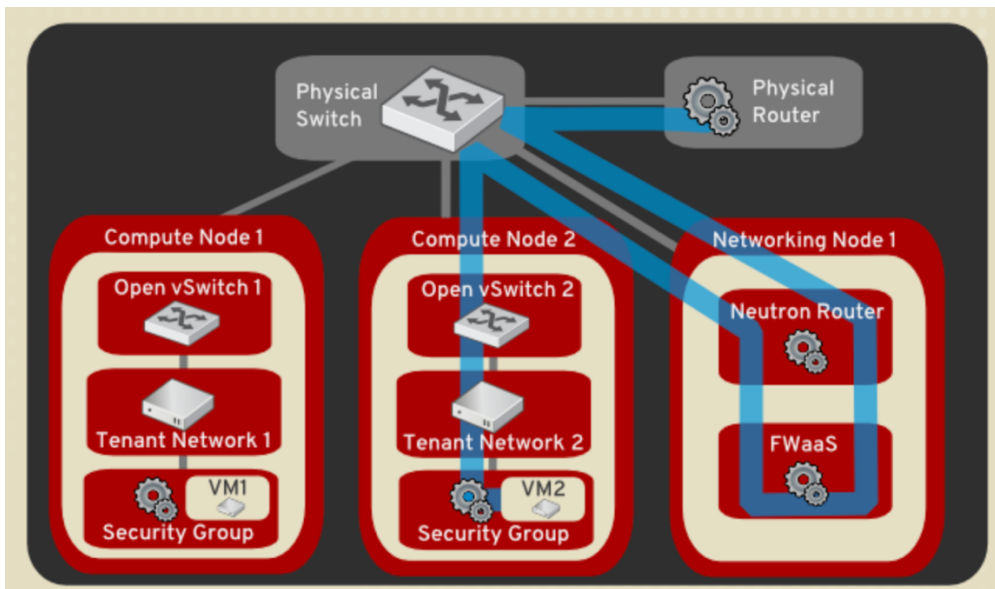 Physical
Switch
Physical
Router
Compute Node 1
Open vSwitch 1
Tenant Network 1
VM1
Security Group
Compute Node 2
Open vSwitch 2
Tenant Network 2
VM2
Security Group
Networking Node 1
Neutron Router
FWaaS